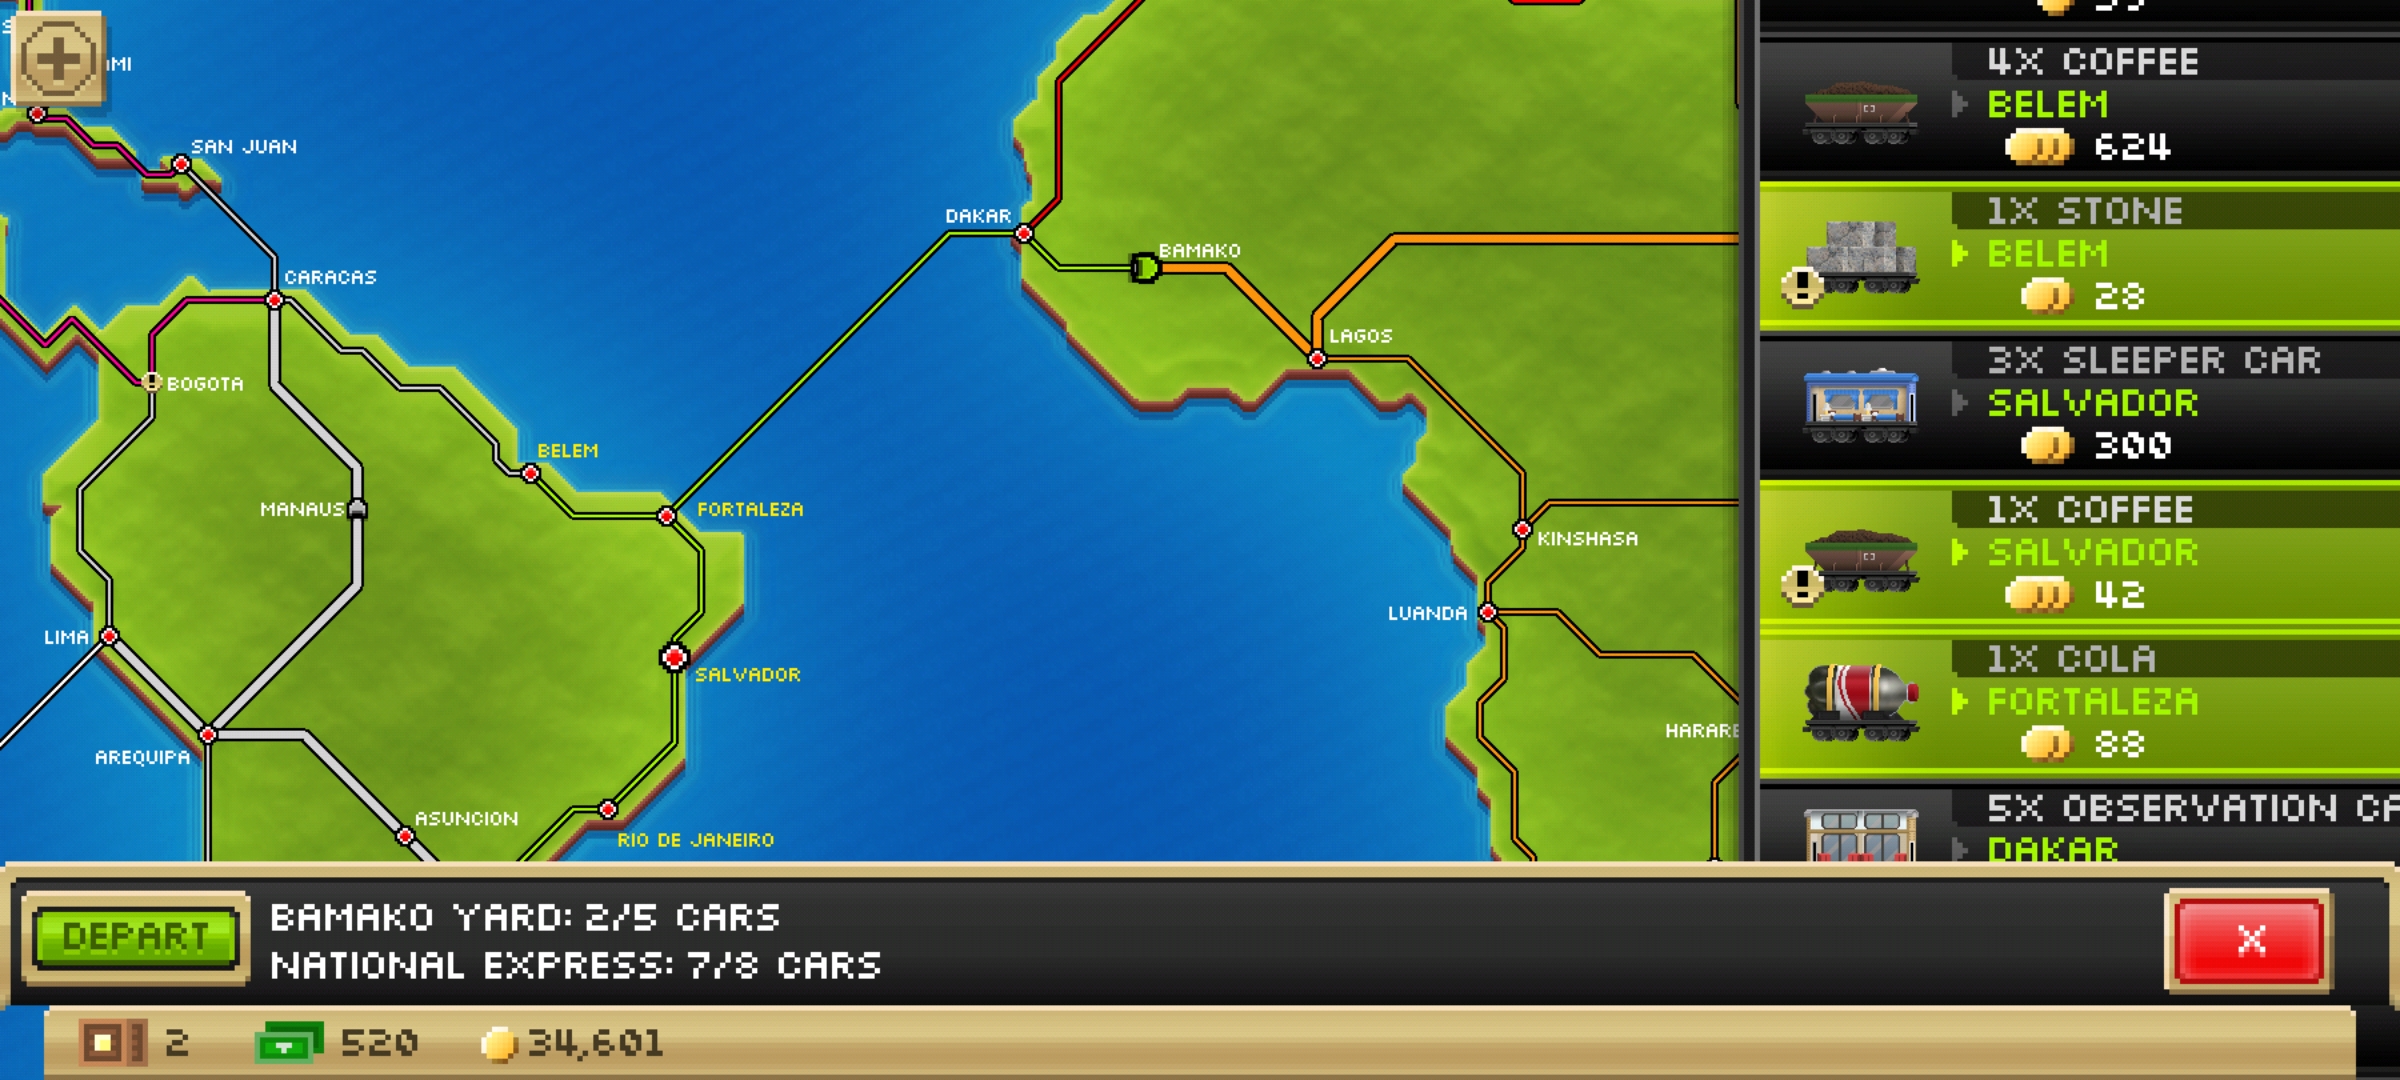 MI
SAN JUAN
CARACAS
BOGOTA
BELEM
MANAUS
FORTALEZA
LIMA
SALVADOR
AREQUIPA
ASUNCION
RIO DE JANEIRO
DAKAR
BAMAKO
LAGOS
KINSHASA
LUANDA
HARARE
4X COFFEE
BELEM
624
1X STONE
BELEM
28
3X SLEEPER CAR
SALVADOR
300
1X COFFEE
SALVADOR
42
1X COLA
FORTALEZA
88
5X OBSERVATION CA
DAKAR
DEPART
BAMAKO YARD: 2/5 CARS
NATIONAL EXPRESS: 7/8 CARS
X
2
520
34,601